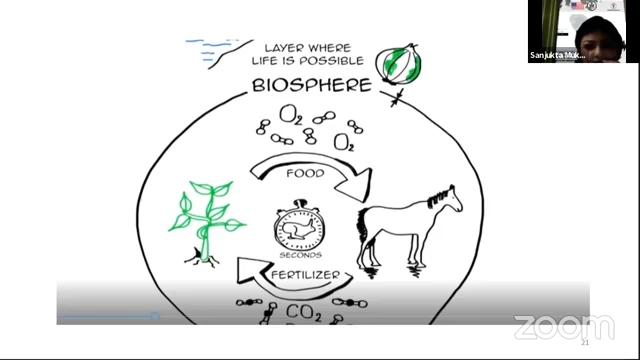 Sanjukta Muk...
LAYER WHERE
LIFE IS POSSIBLE
BIOSPHERE
O2
O2
FOOD
SECONDS
FERTILIZER
CO2
zoom
21